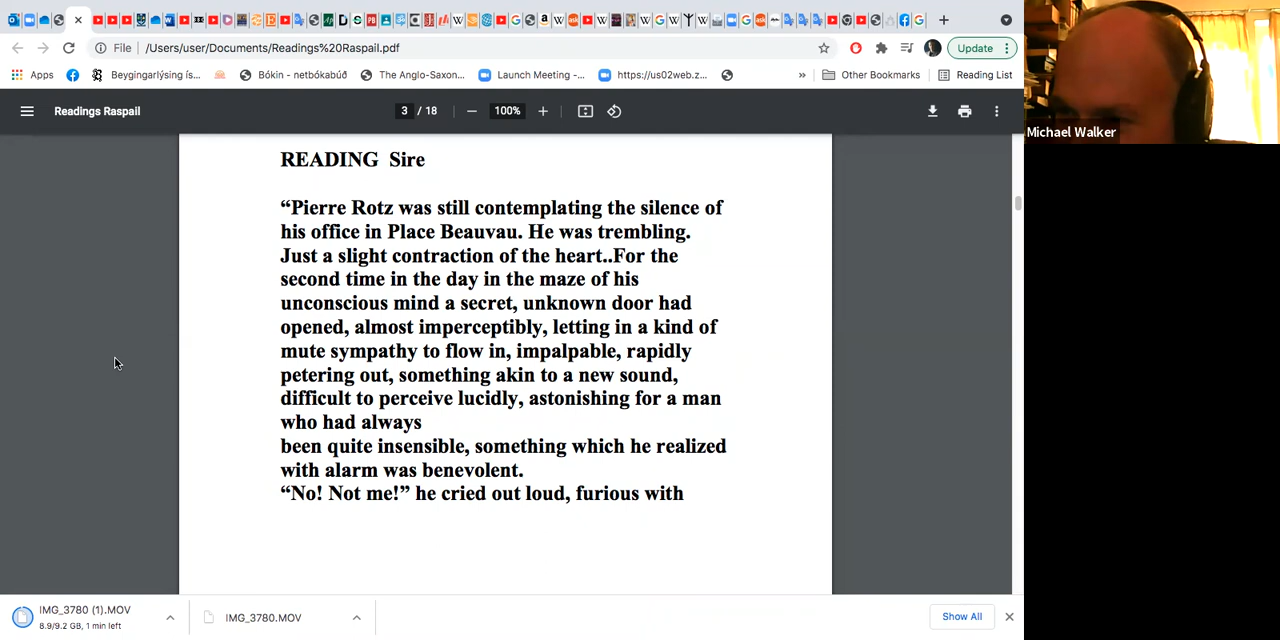 File | /Users/user/Documents/Readings%20Raspail.pdf
Update
Apps
Beygingarlýsing ís...
Bókin - netbókabúð
The Anglo-Saxon...
Launch Meeting -...
https://us02web.z...
»
Other Bookmarks
Reading List
Readings Raspail
3 / 18
100%
READING Sire
“Pierre Rotz was still contemplating the silence of
his office in Place Beauvau. He was trembling.
Just a slight contraction of the heart..For the
second time in the day in the maze of his
unconscious mind a secret, unknown door had
opened, almost imperceptibly, letting in a kind of
mute sympathy to flow in, impalpable, rapidly
petering out, something akin to a new sound,
difficult to perceive lucidly, astonishing for a man
who had always
been quite insensible, something which he realized
with alarm was benevolent.
“No! Not me!” he cried out loud, furious with
Michael Walker
IMG_3780 (1).MOV
8.9/9.2 GB, 1 min left
IMG_3780.MOV
Show All